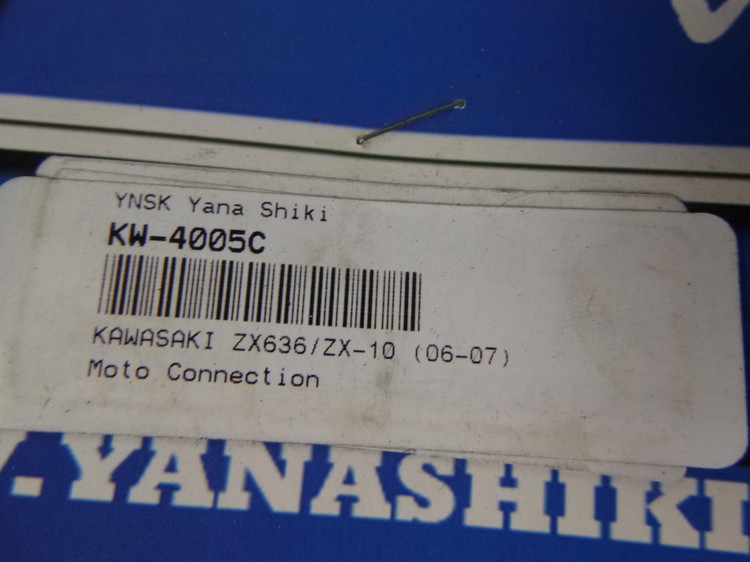 YNSK Yana Shiki
KW-4005C
KAWASAKI ZX636/ZX-10 (06-07)
Moto Connection
.YANASHIKI